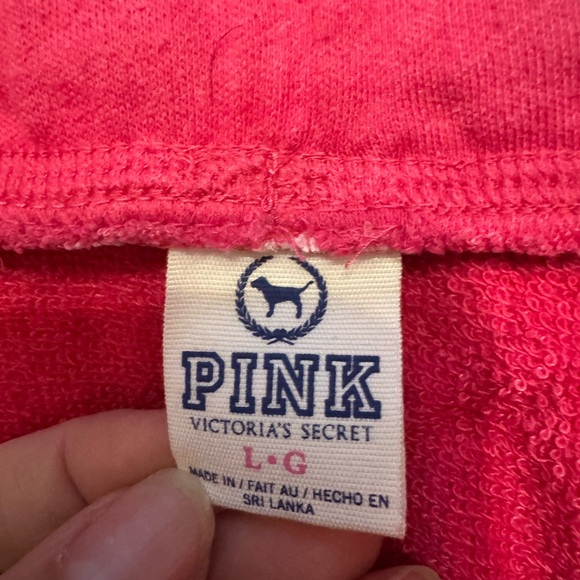 PINK
VICTORIA'S SECRET
L•G
MADE IN / FAIT AU / HECHO EN
SRI LANKA